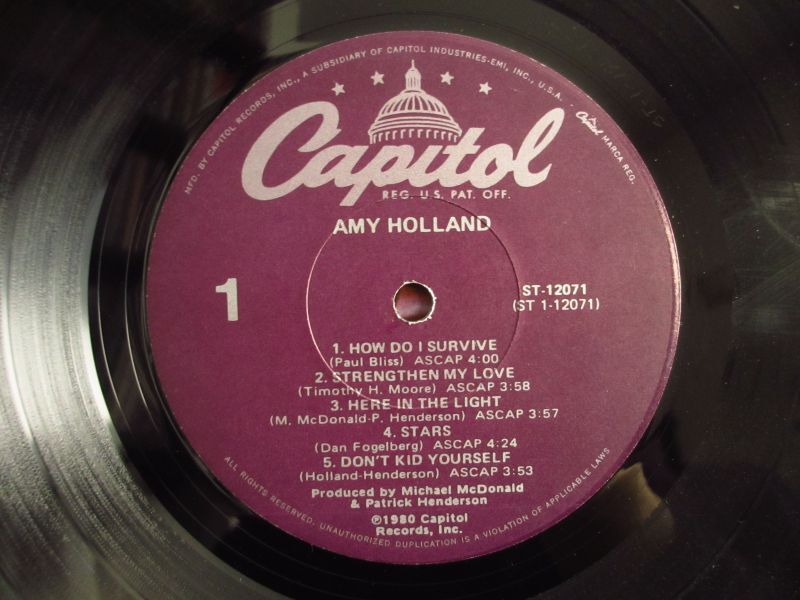 MFD. BY CAPITOL RECORDS, INC., A SUBSIDIARY OF CAPITOL INDUSTRIES-EMI, INC., U.S.A.
Capitol MARCA REG.
Capitol
REG. U.S. PAT. OFF.
AMY HOLLAND
1
ST-12071
(ST 1-12071)
1. HOW DO I SURVIVE
(Paul Bliss) ASCAP 4:00
2. STRENGTHEN MY LOVE
(Timothy H. Moore) ASCAP 3:58
3. HERE IN THE LIGHT
(M. McDonald-P. Henderson) ASCAP 3:57
4. STARS
(Dan Fogelberg) ASCAP 4:24
5. DON'T KID YOURSELF
(Holland-Henderson) ASCAP 3:53
Produced by Michael McDonald
& Patrick Henderson
℗1980 Capitol
Records, Inc.
ALL RIGHTS RESERVED. UNAUTHORIZED DUPLICATION IS A VIOLATION OF APPLICABLE LAWS